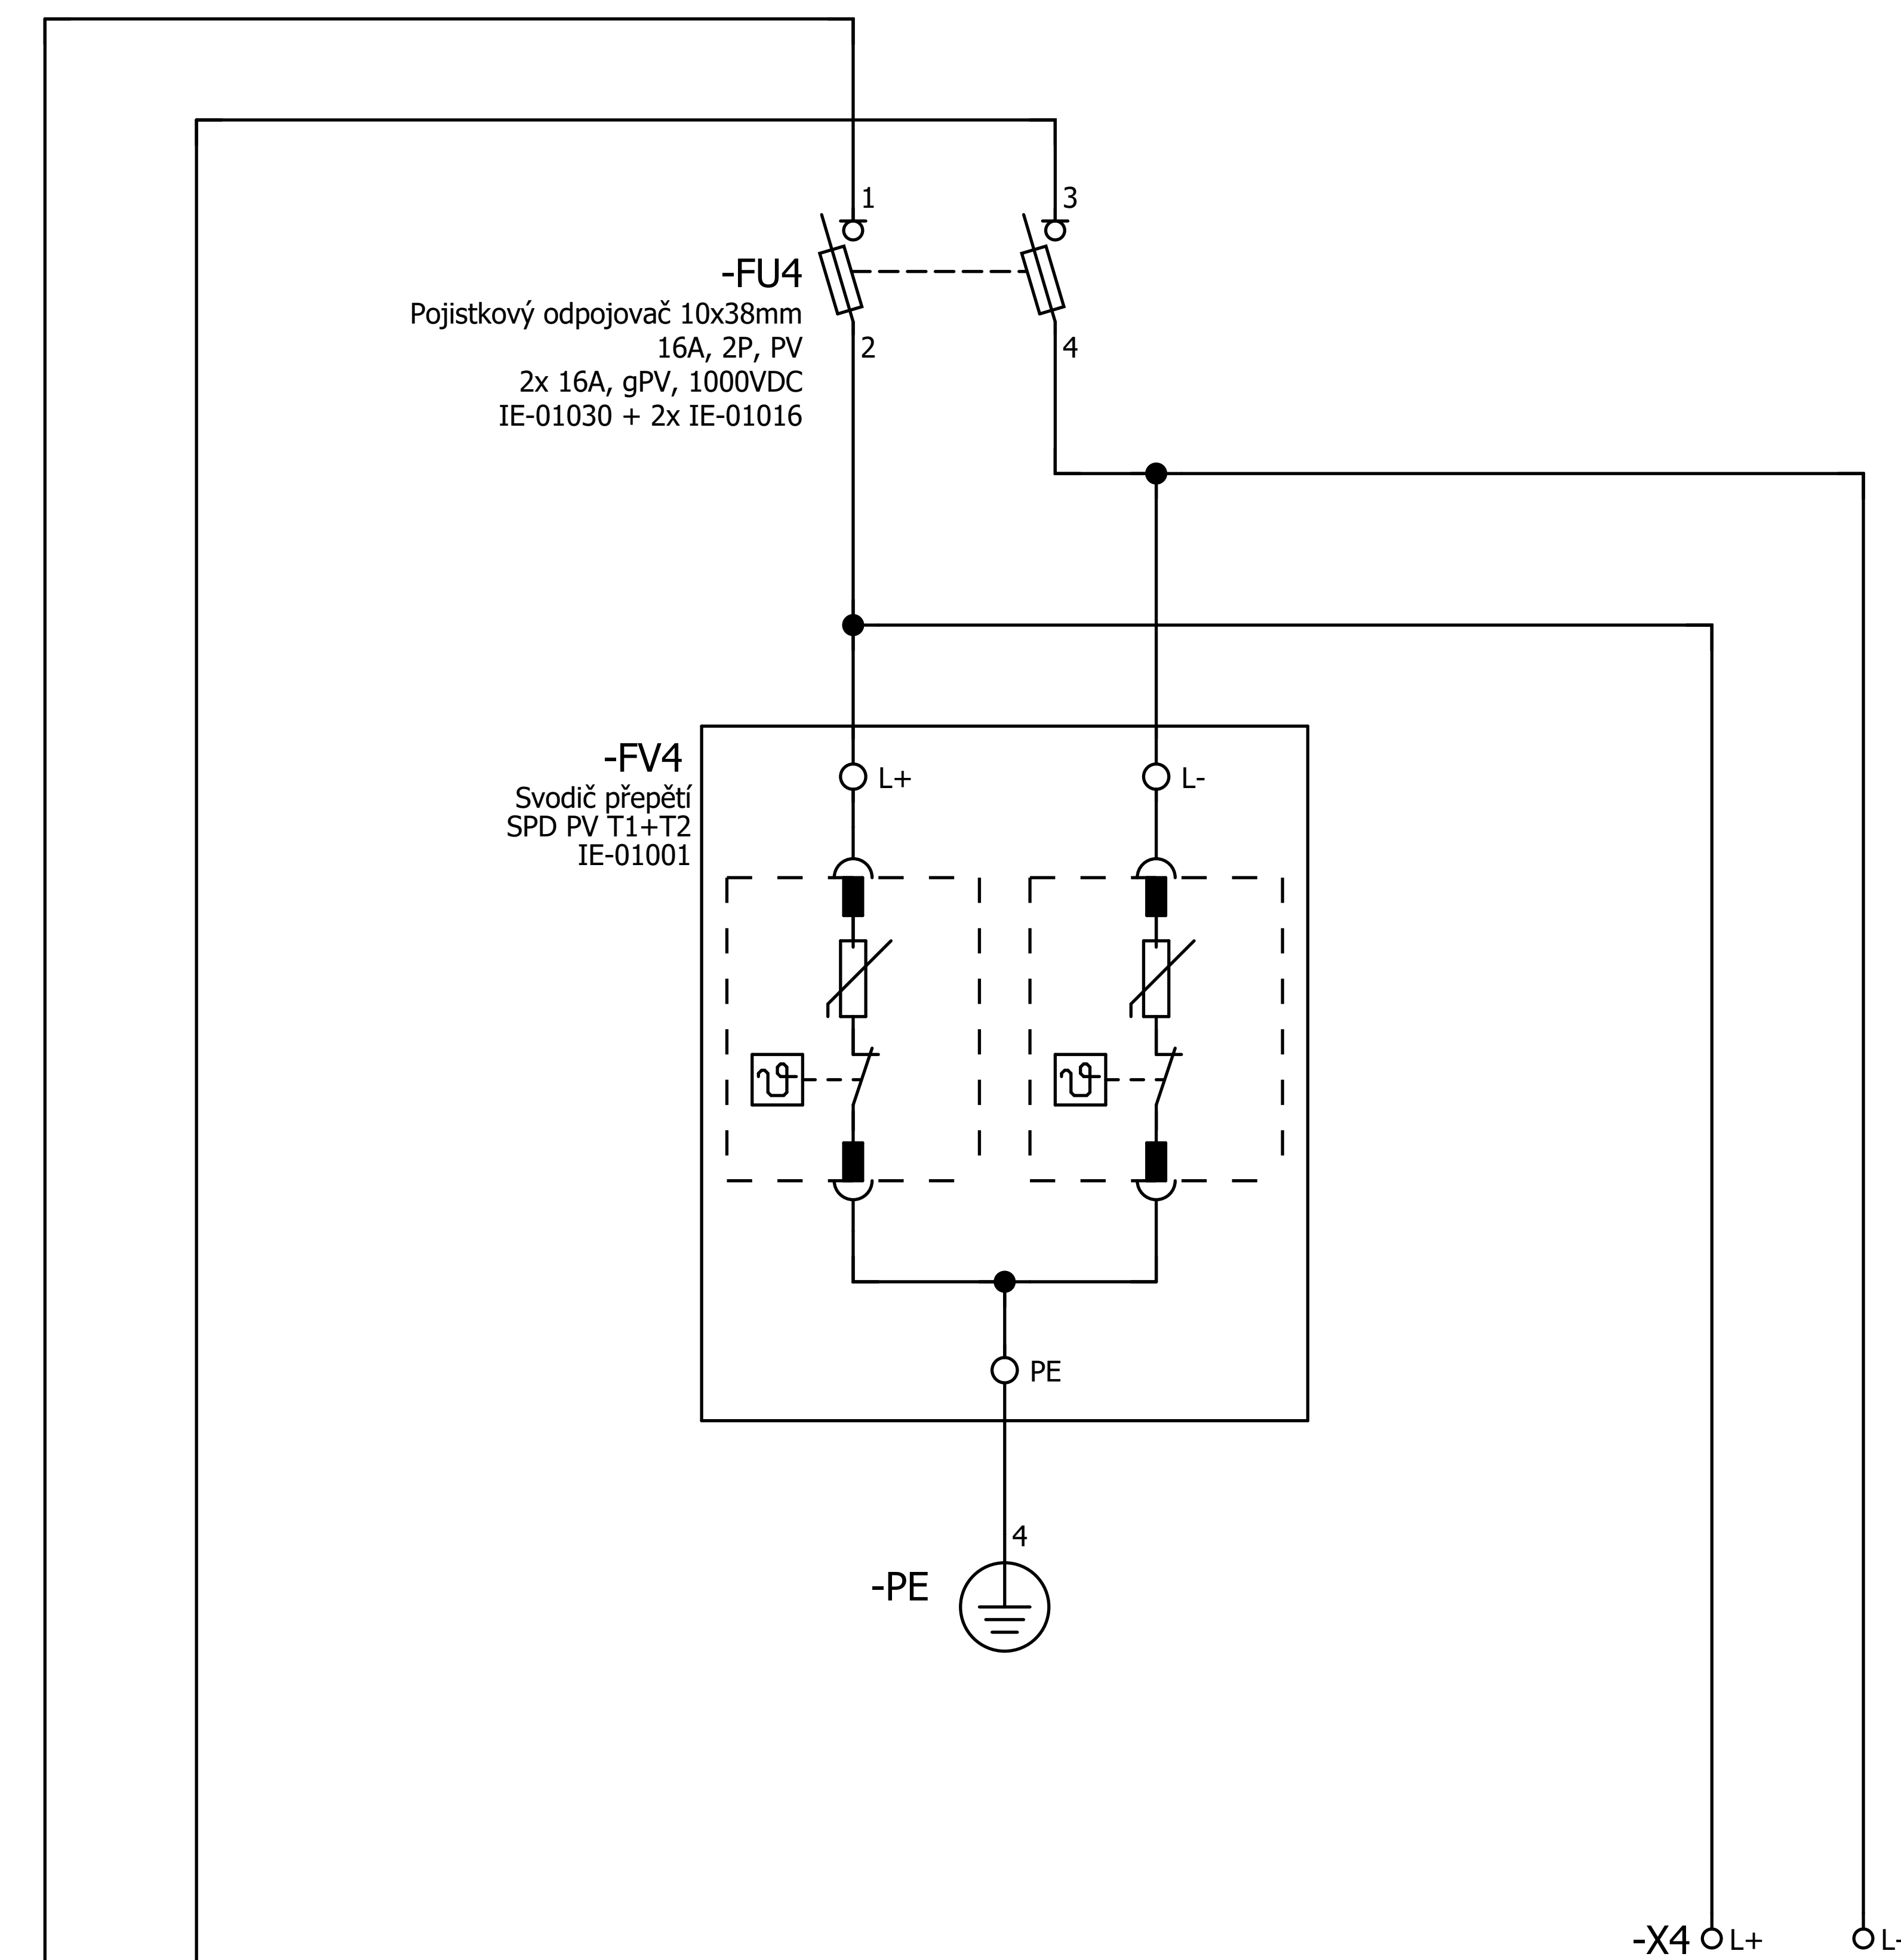 1
3
-FU4
Pojistkový odpojovač 10x38mm
16A, 2P, PV
2x 16A, gPV, 1000VDC
IE-01030 + 2x IE-01016
2
4
-FV4
Svodič přepětí
SPD PV T1+T2
IE-01001
L+
L-
ϑ
ϑ
PE
4
-PE
-X4
L+
L-